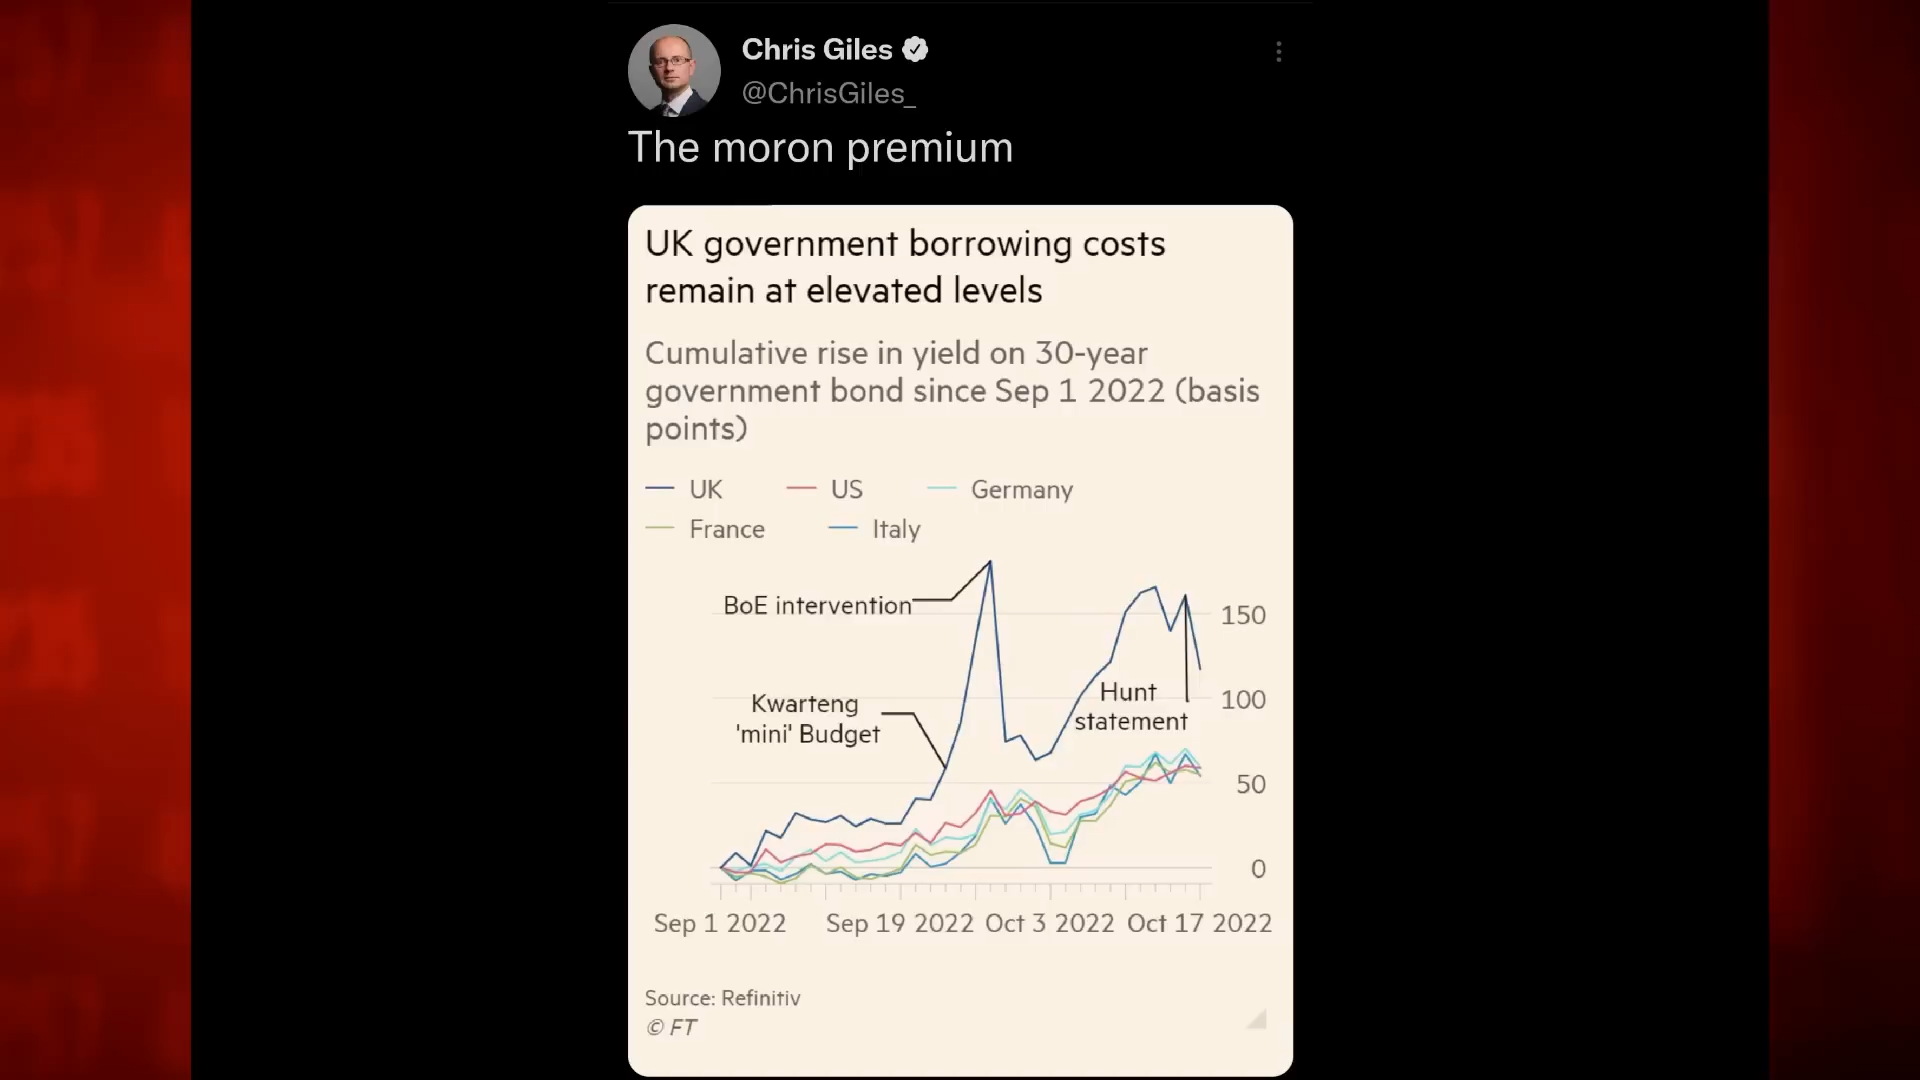 Chris Giles
@ChrisGiles_
The moron premium
UK government borrowing costs
remain at elevated levels
Cumulative rise in yield on 30-year
government bond since Sep 1 2022 (basis
points)
UK US Germany
France Italy
BoE intervention
150
Kwarteng
'mini' Budget
Hunt
statement
100
50
0
Sep 1 2022 Sep 19 2022 Oct 3 2022 Oct 17 2022
Source: Refinitiv
© FT